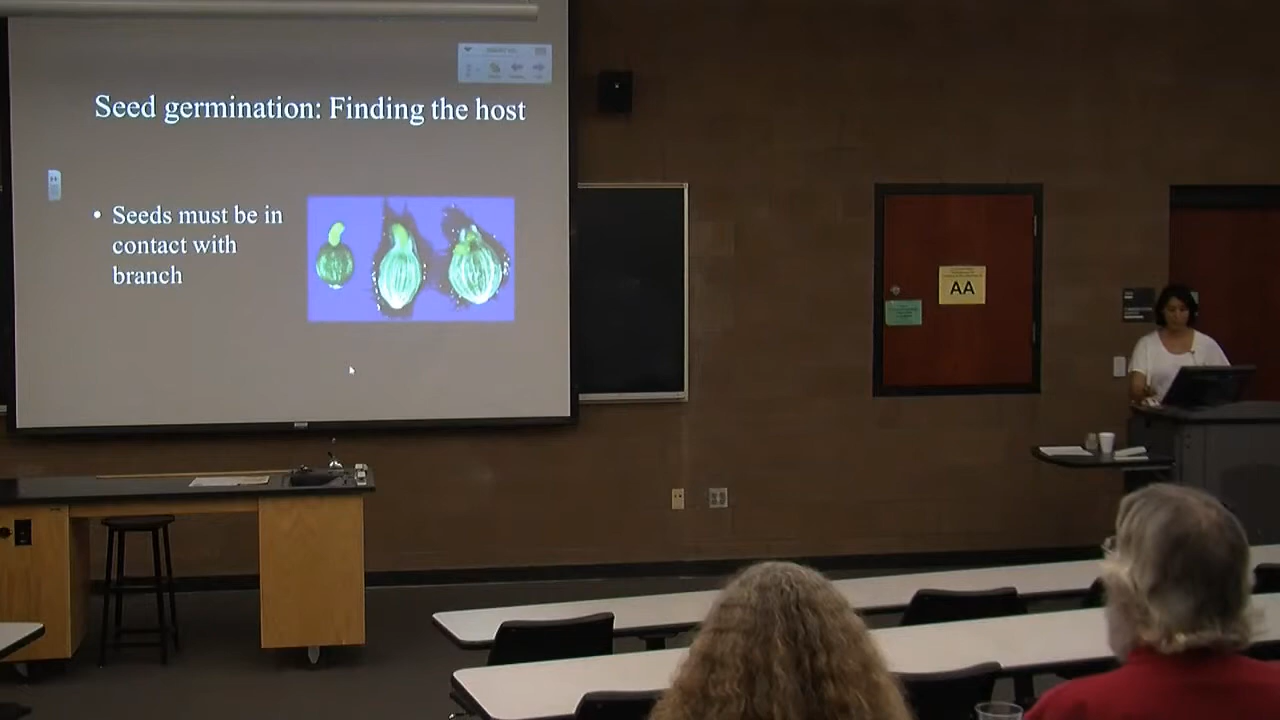 Seed germination: Finding the host
• Seeds must be in
contact with
branch
AA